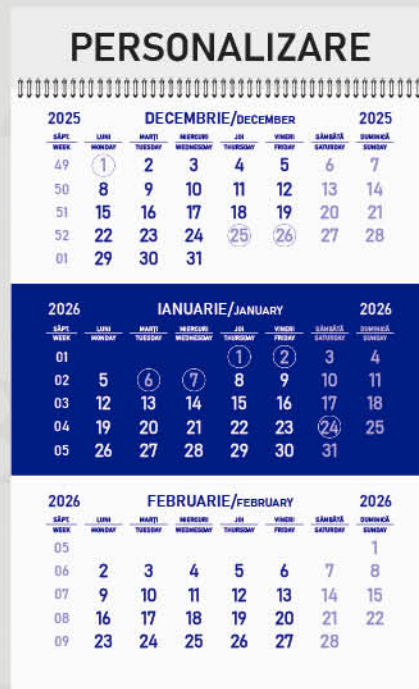 PERSONALIZARE
2025 DECEMBRIE/DECEMBER 2025
SĂPT. LUNI MARȚI MIERCURI JOI VINERI SÂMBĂTĂ DUMINICĂ
WEEK MONDAY TUESDAY WEDNESDAY THURSDAY FRIDAY SATURDAY SUNDAY
49 1 2 3 4 5 6 7
50 8 9 10 11 12 13 14
51 15 16 17 18 19 20 21
52 22 23 24 25 26 27 28
01 29 30 31
2026 IANUARIE/JANUARY 2026
SĂPT. LUNI MARȚI MIERCURI JOI VINERI SÂMBĂTĂ DUMINICĂ
WEEK MONDAY TUESDAY WEDNESDAY THURSDAY FRIDAY SATURDAY SUNDAY
01 1 2 3 4
02 5 6 7 8 9 10 11
03 12 13 14 15 16 17 18
04 19 20 21 22 23 24 25
05 26 27 28 29 30 31
2026 FEBRUARIE/FEBRUARY 2026
SĂPT. LUNI MARȚI MIERCURI JOI VINERI SÂMBĂTĂ DUMINICĂ
WEEK MONDAY TUESDAY WEDNESDAY THURSDAY FRIDAY SATURDAY SUNDAY
05 1
06 2 3 4 5 6 7 8
07 9 10 11 12 13 14 15
08 16 17 18 19 20 21 22
09 23 24 25 26 27 28